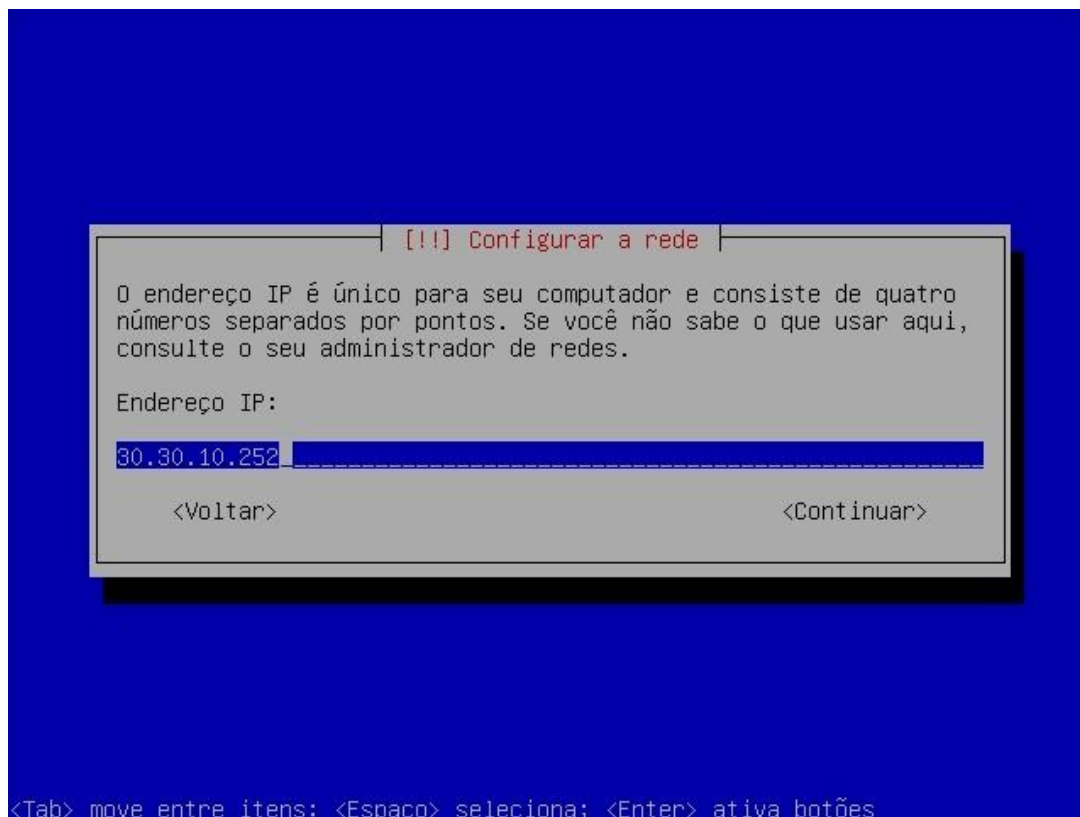 [!!] Configurar a rede
O endereço IP é único para seu computador e consiste de quatro
números separados por pontos. Se você não sabe o que usar aqui,
consulte o seu administrador de redes.
Endereço IP:
30.30.10.252
<Voltar> <Continuar>
<Tab> move entre itens; <Espaço> seleciona; <Enter> ativa botões